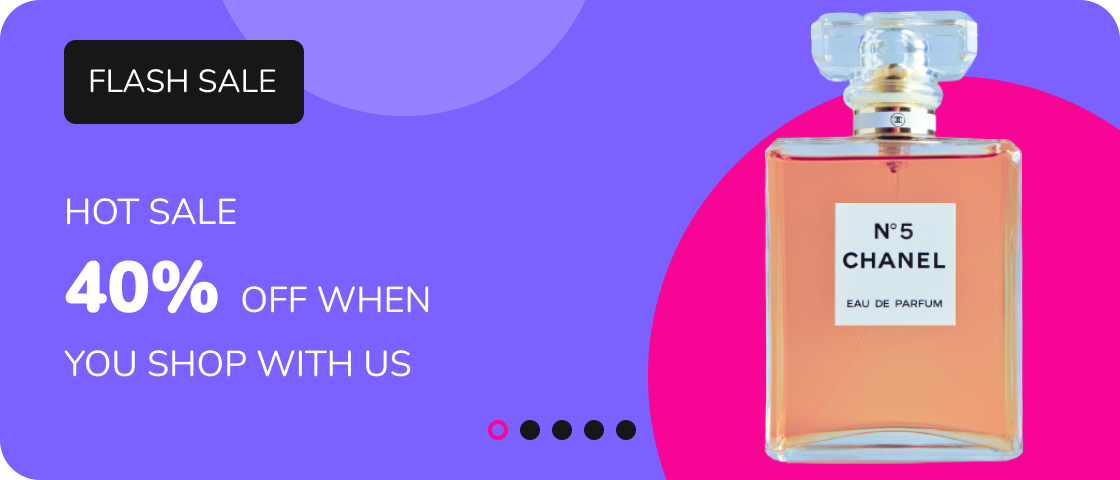 FLASH SALE
HOT SALE
40% OFF WHEN
YOU SHOP WITH US
N°5
CHANEL
EAU DE PARFUM